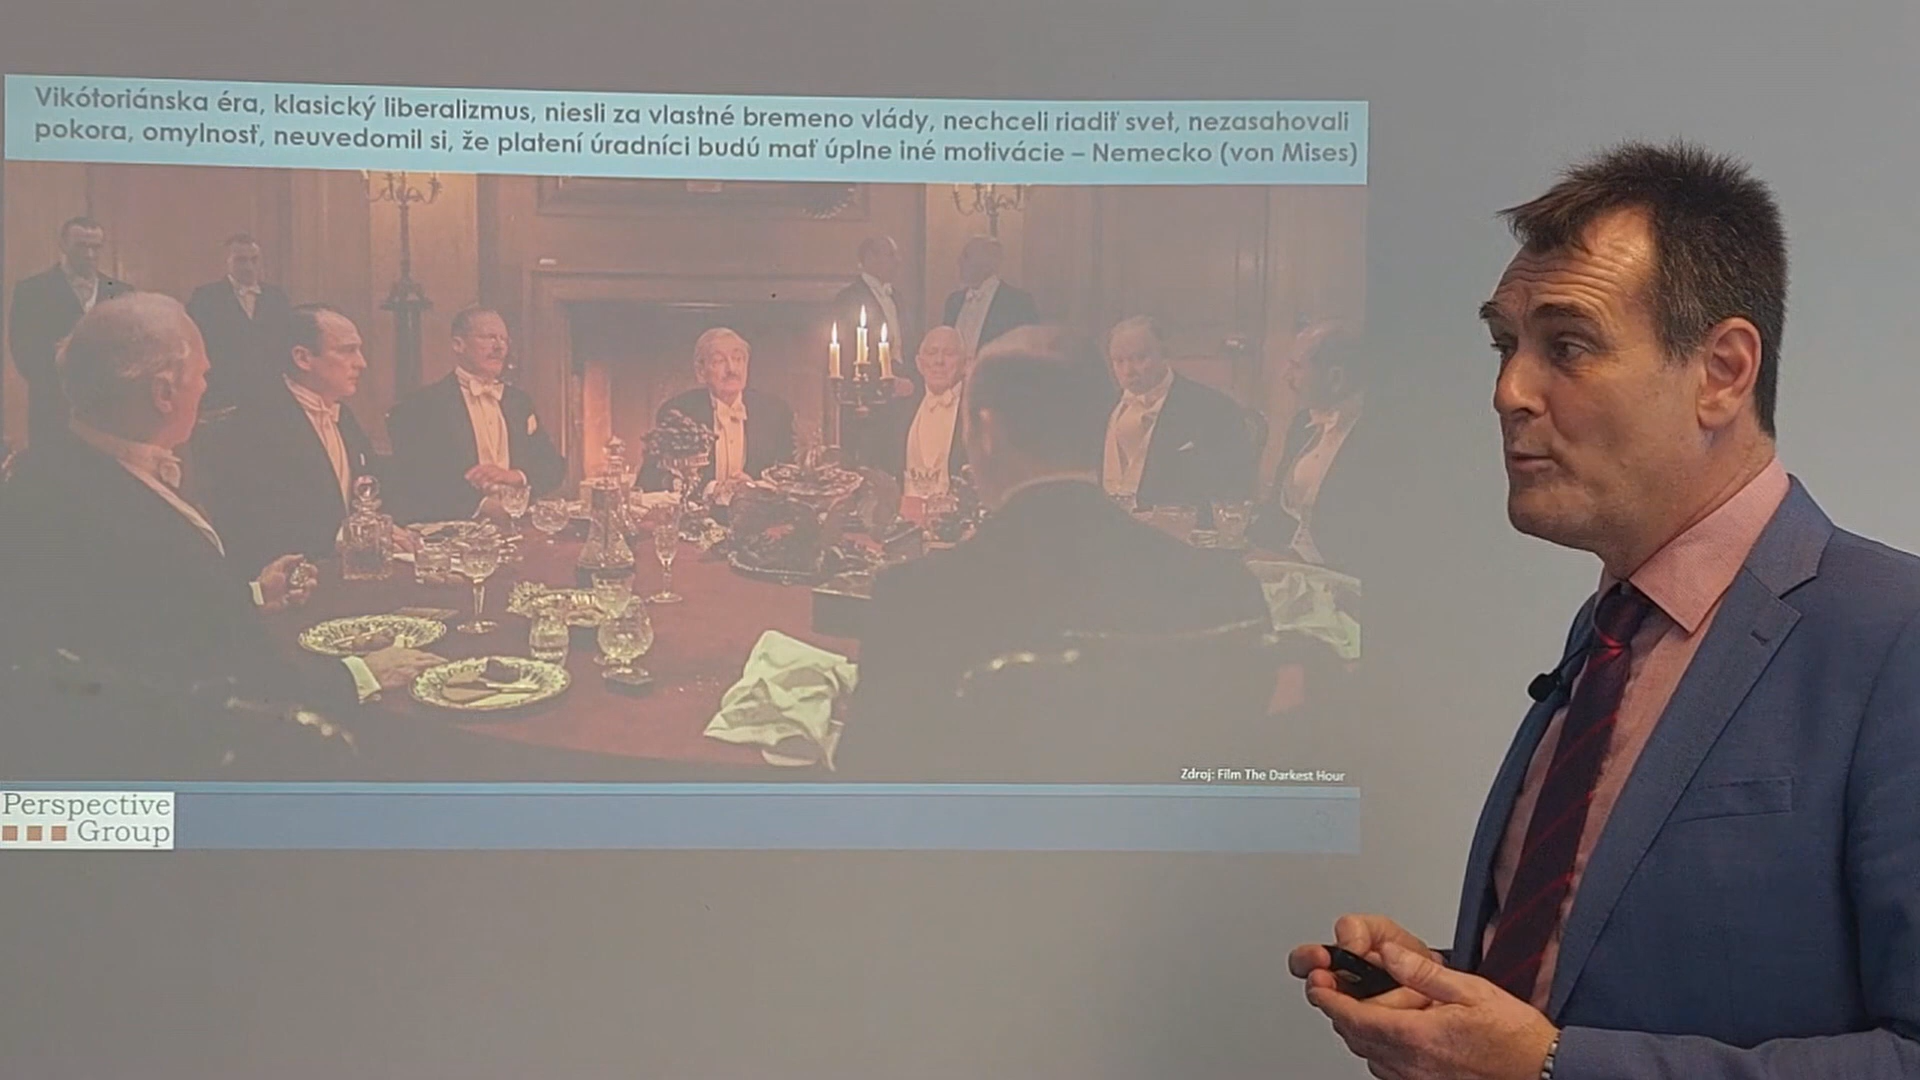 Vikótoriánska éra, klasický liberalizmus, niesli za vlastné bremeno vlády, nechceli riadiť svet, nezasahovali
pokora, omylnosť, neuvedomil si, že platení úradníci budú mať úplne iné motivácie – Nemecko (von Mises)
Zdroj: Film The Darkest Hour
Perspective
Group
3